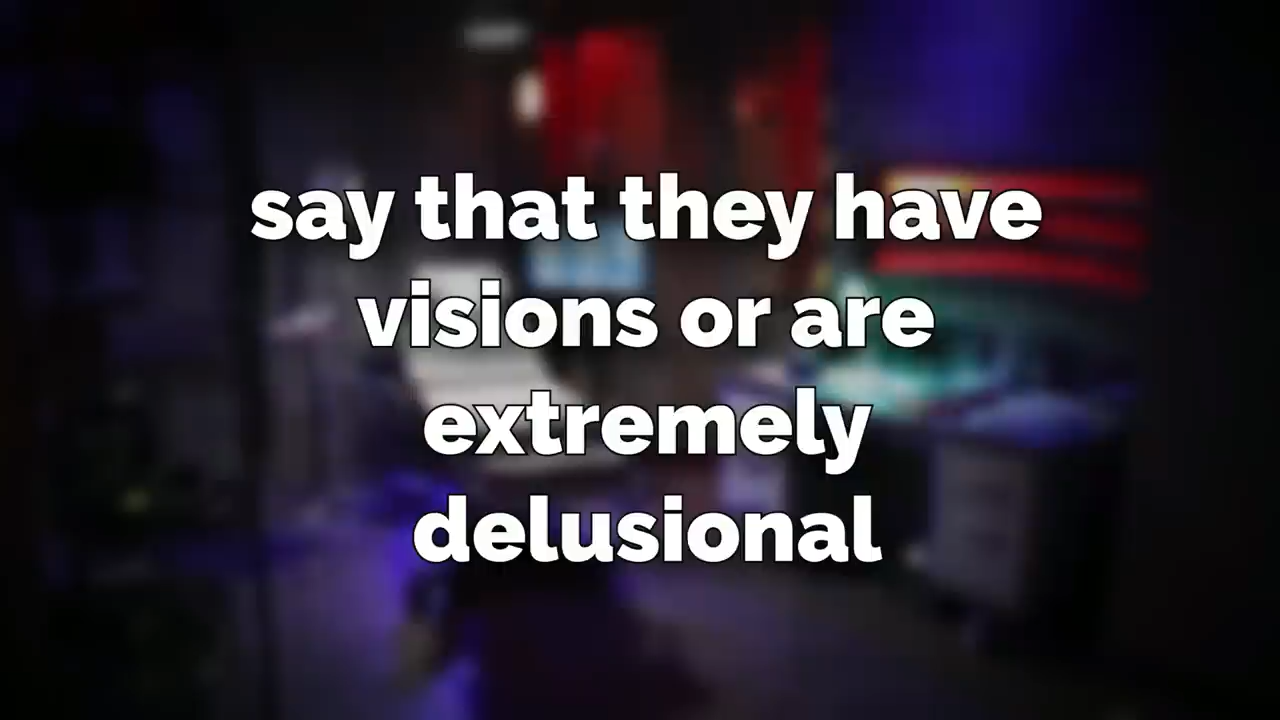 say that they have
visions or are
extremely
delusional